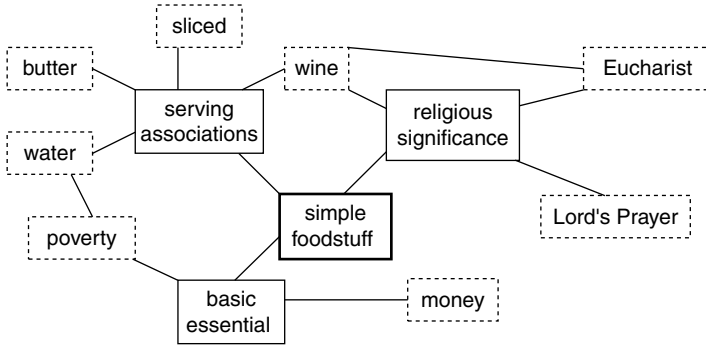 sliced
butter
wine
Eucharist
serving
associations
religious
significance
water
simple
foodstuff
Lord's Prayer
poverty
basic
essential
money